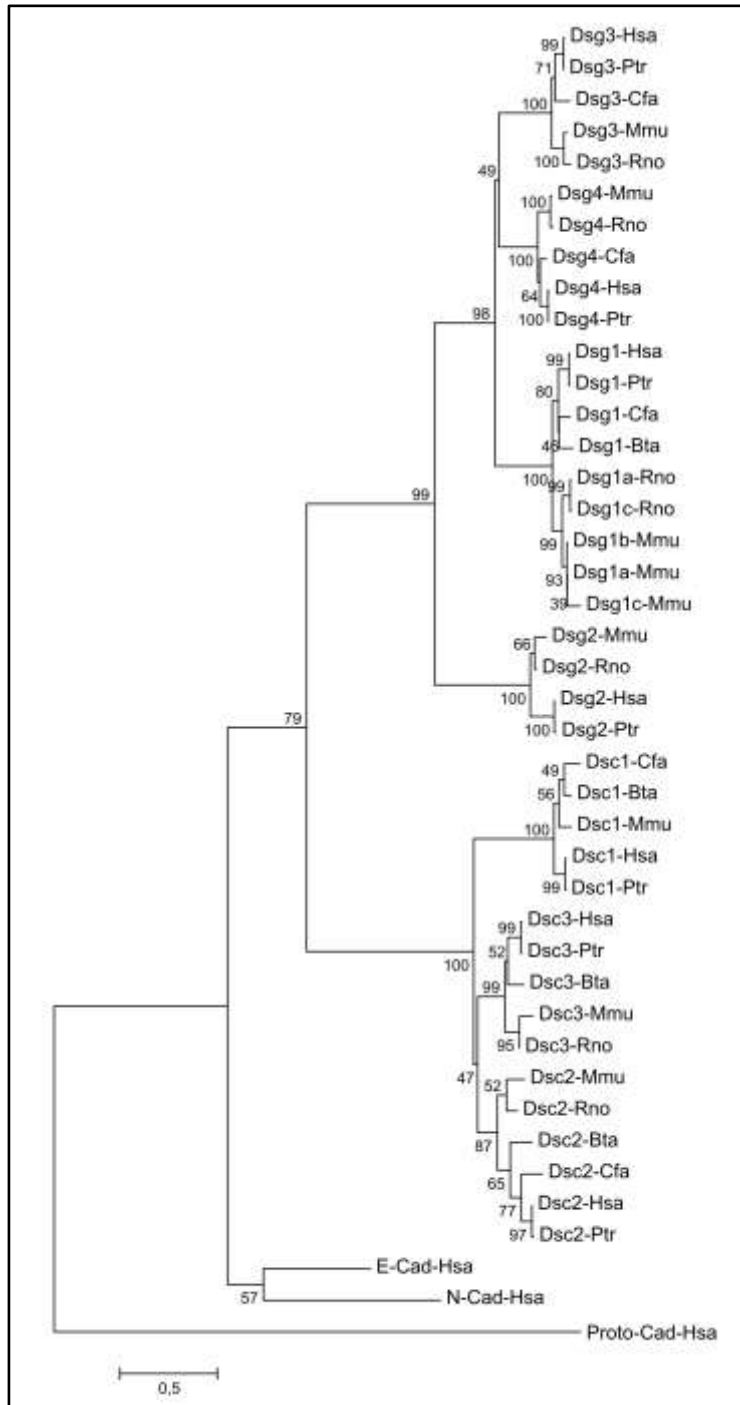 Dsg3-Hsa
99
Dsg3-Ptr
71
Dsg3-Cfa
100
Dsg3-Mmu
Dsg3-Rno
100
49
Dsg4-Mmu
100
Dsg4-Rno
Dsg4-Cfa
100
Dsg4-Hsa
64
Dsg4-Ptr
100
98
Dsg1-Hsa
99
Dsg1-Ptr
80
Dsg1-Cfa
Dsg1-Bta
46
Dsg1a-Rno
100
99
Dsg1c-Rno
99
Dsg1b-Mmu
Dsg1a-Mmu
93
Dsg1c-Mmu
39
99
Dsg2-Mmu
66
Dsg2-Rno
Dsg2-Hsa
100
Dsg2-Ptr
100
79
Dsc1-Cfa
49
Dsc1-Bta
56
Dsc1-Mmu
100
Dsc1-Hsa
Dsc1-Ptr
99
Dsc3-Hsa
99
Dsc3-Ptr
52
100
Dsc3-Bta
99
Dsc3-Mmu
Dsc3-Rno
95
47
Dsc2-Mmu
52
Dsc2-Rno
Dsc2-Bta
87
Dsc2-Cfa
65
Dsc2-Hsa
77
Dsc2-Ptr
97
E-Cad-Hsa
N-Cad-Hsa
57
Proto-Cad-Hsa
0,5